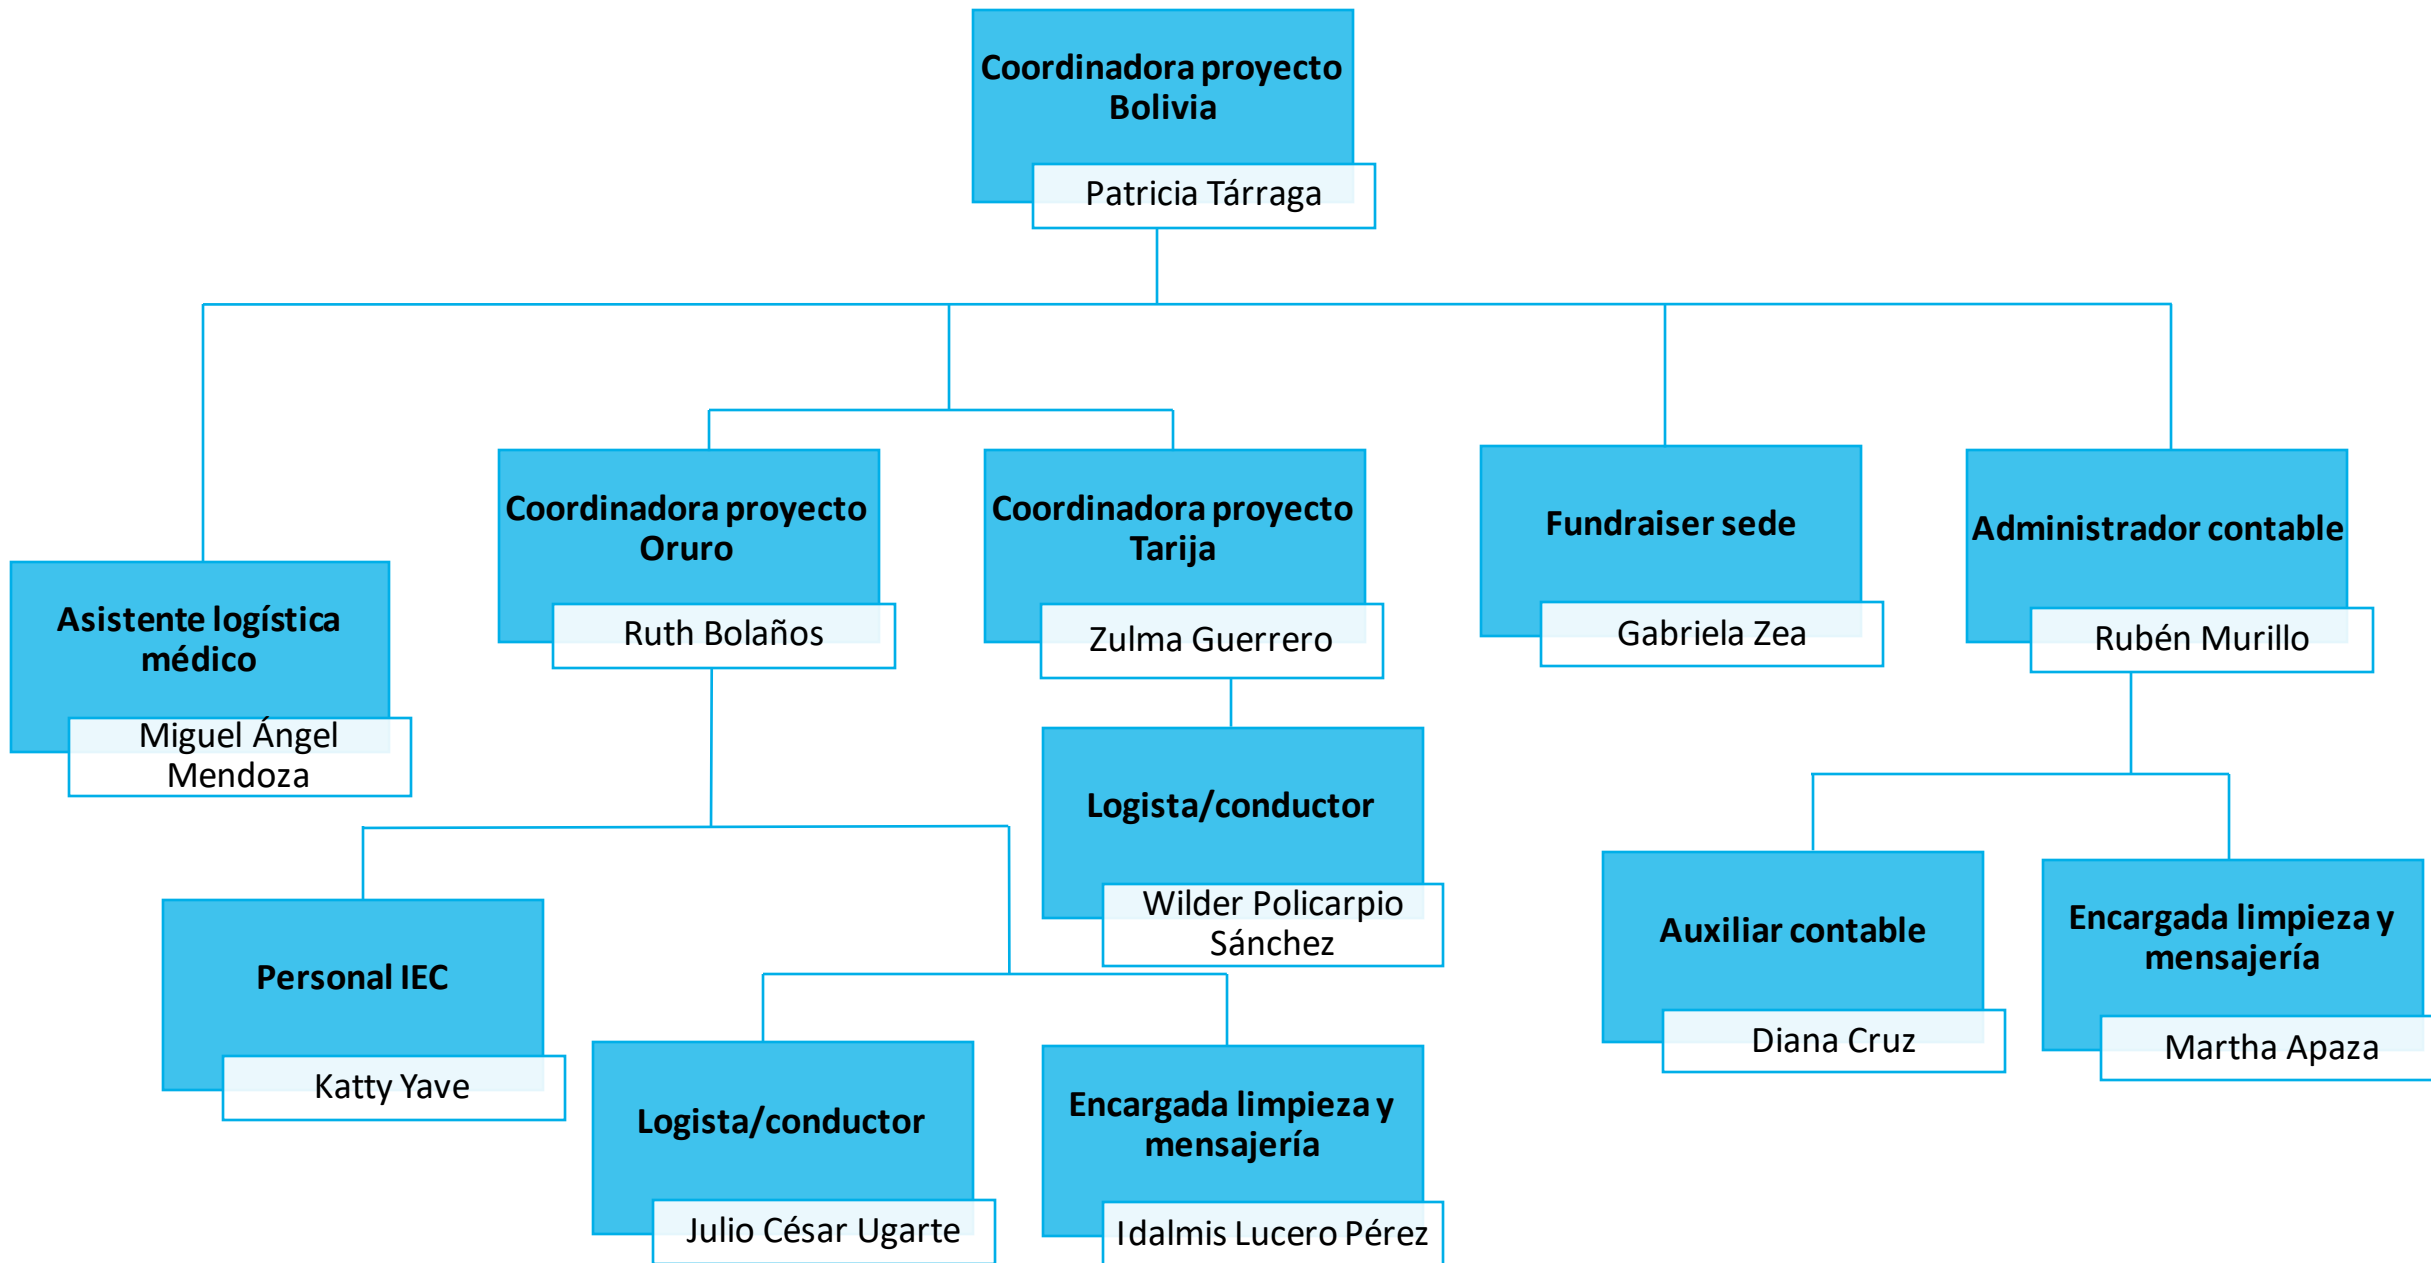 Coordinadora proyecto
Bolivia
Patricia Tárraga
Asistente logística
médico
Miguel Ángel
Mendoza
Coordinadora proyecto
Oruro
Ruth Bolaños
Coordinadora proyecto
Tarija
Zulma Guerrero
Fundraiser sede
Gabriela Zea
Administrador contable
Rubén Murillo
Logista/conductor
Wilder Policarpio
Sánchez
Personal IEC
Katty Yave
Logista/conductor
Julio César Ugarte
Encargada limpieza y
mensajería
Idalmis Lucero Pérez
Auxiliar contable
Diana Cruz
Encargada limpieza y
mensajería
Martha Apaza